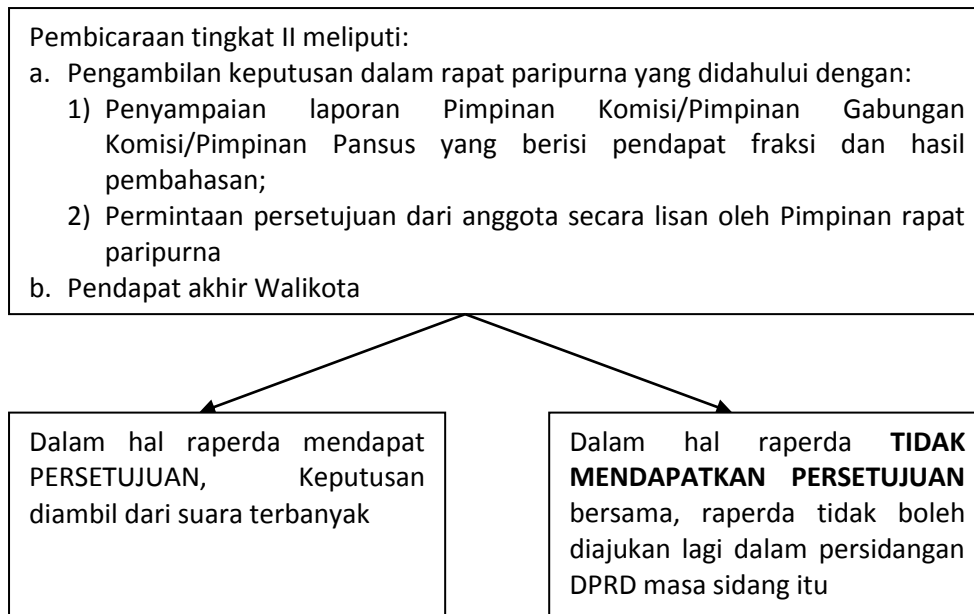 Pembicaraan tingkat II meliputi:
a. Pengambilan keputusan dalam rapat paripurna yang didahului dengan:
1) Penyampaian laporan Pimpinan Komisi/Pimpinan Gabungan
Komisi/Pimpinan Pansus yang berisi pendapat fraksi dan hasil
pembahasan;
2) Permintaan persetujuan dari anggota secara lisan oleh Pimpinan rapat
paripurna
b. Pendapat akhir Walikota
Dalam hal raperda mendapat
PERSETUJUAN, Keputusan
diambil dari suara terbanyak
Dalam hal raperda TIDAK
MENDAPATKAN PERSETUJUAN
bersama, raperda tidak boleh
diajukan lagi dalam persidangan
DPRD masa sidang itu